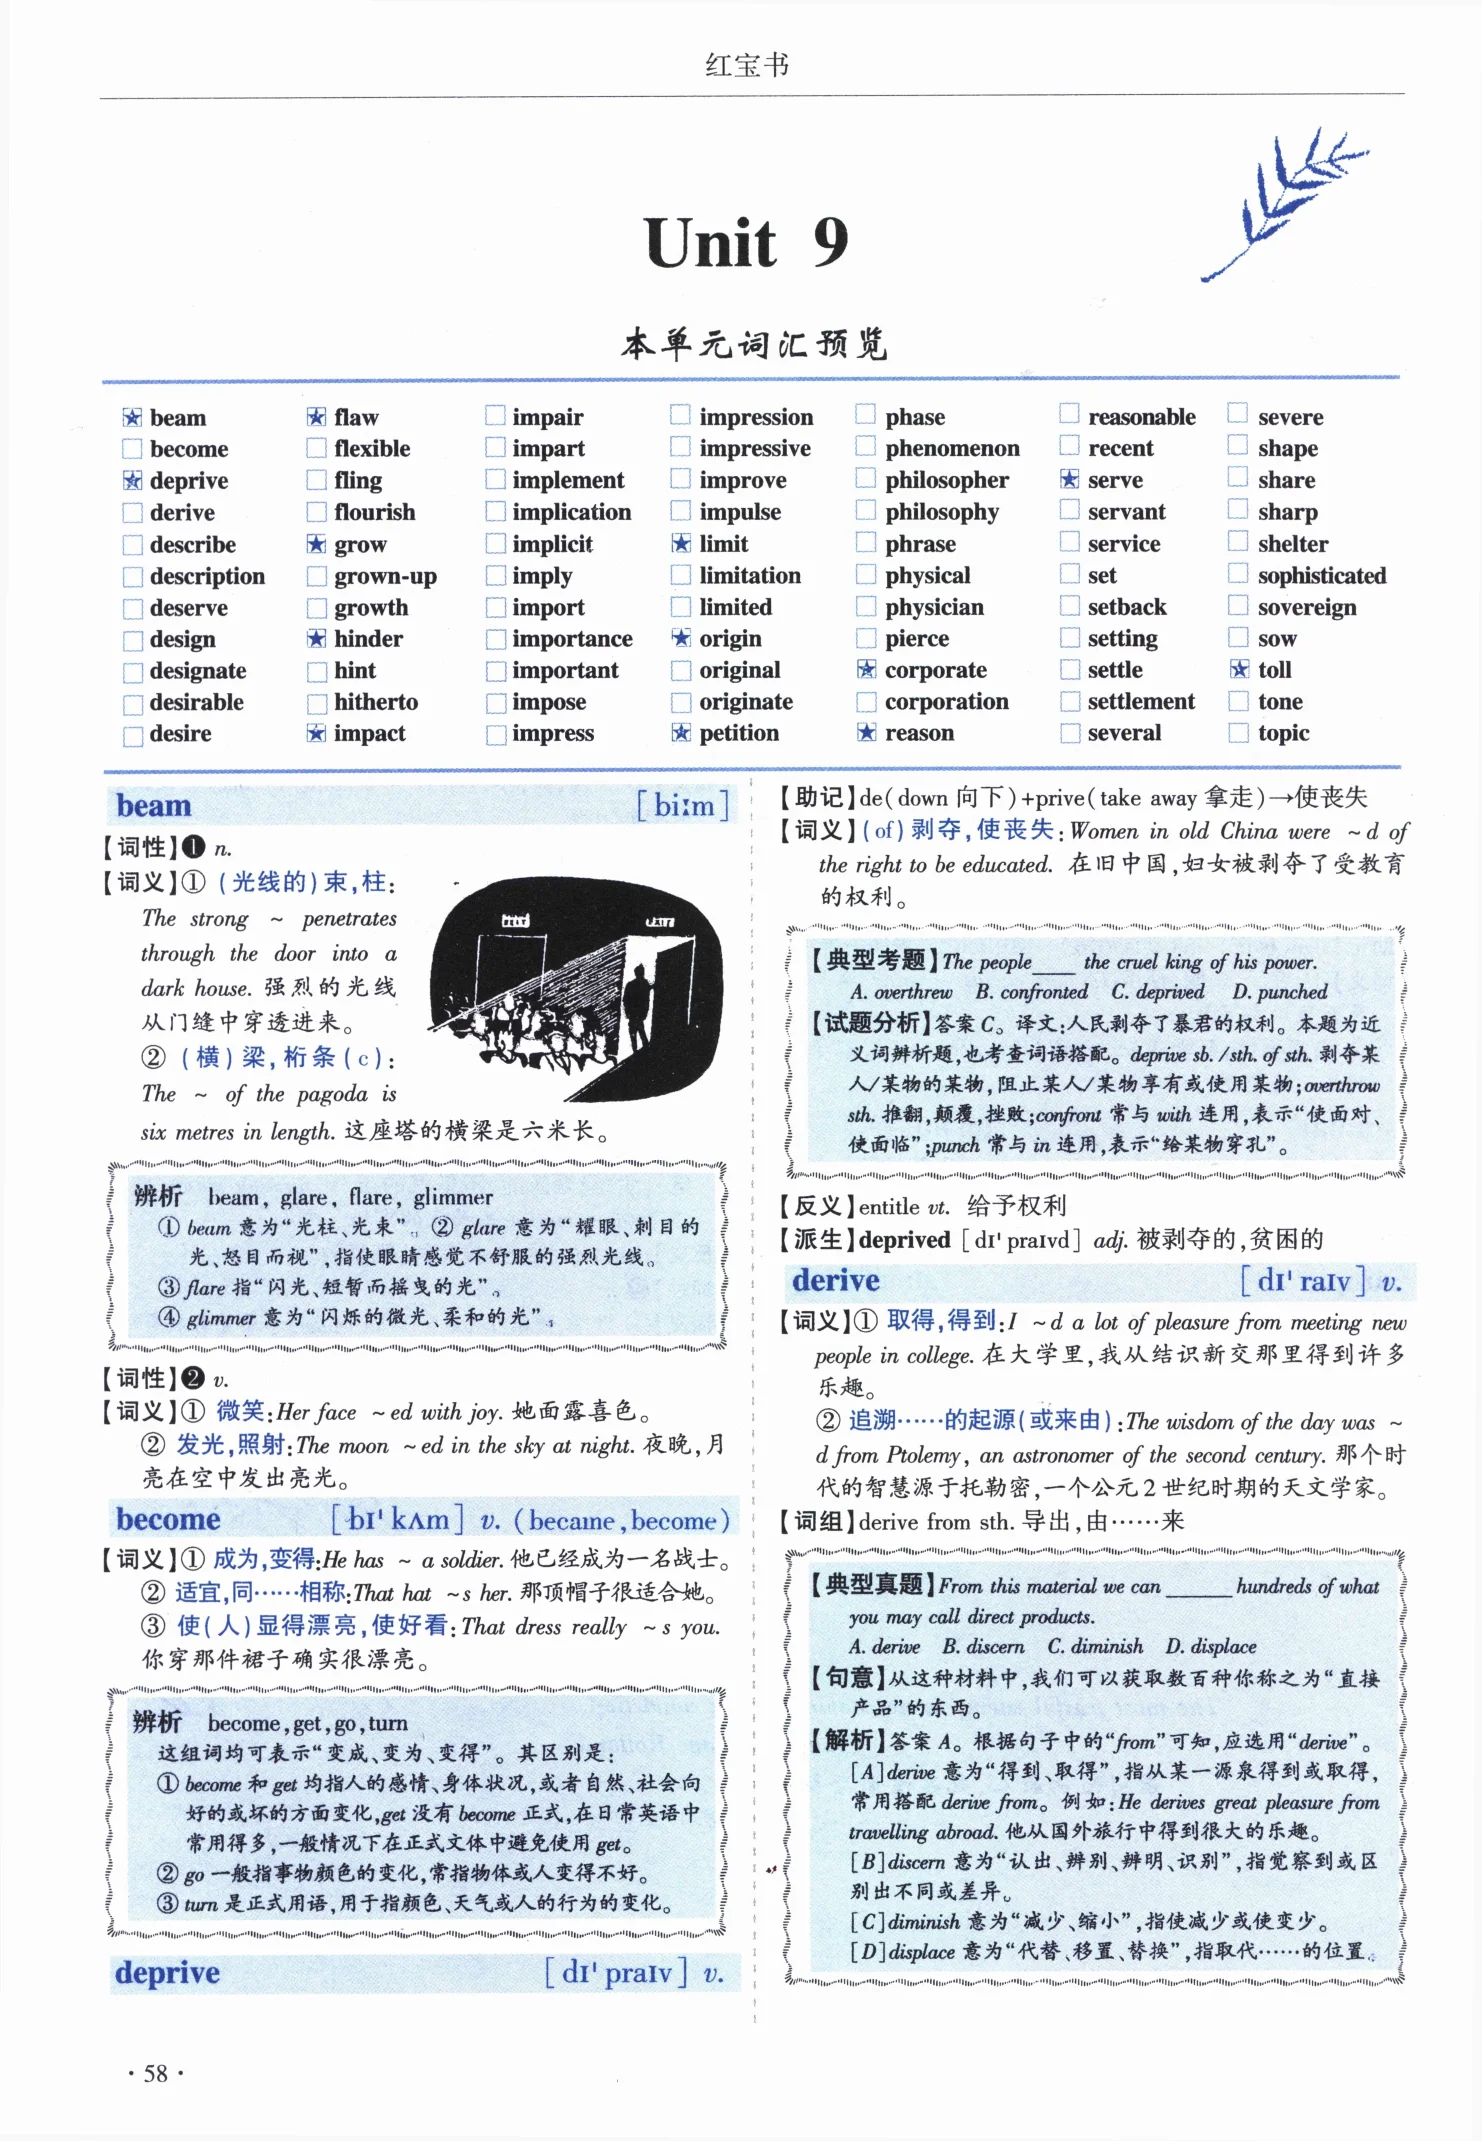 红宝书
Unit 9
本单元词汇预览
beam flaw impair impression phase reasonable severe
become flexible impart impressive phenomenon recent shape
deprive fling implement improve philosopher serve share
derive flourish implication impulse philosophy servant sharp
describe grow implicit limit phrase service shelter
description grown-up imply limitation physical set sophisticated
deserve growth import limited physician setback sovereign
design hinder importance origin pierce setting sow
designate hint important original corporate settle toll
desirable hitherto impose originate corporation settlement tone
desire impact impress petition reason several topic
beam [biːm]
【词性】❶ n.
【词义】① (光线的)束,柱:
The strong ~ penetrates
through the door into a
dark house. 强烈的光线
从门缝中穿透进来。
② (横)梁,桁条(c):
The ~ of the pagoda is
six metres in length. 这座塔的横梁是六米长。
辨析 beam, glare, flare, glimmer
① beam 意为“光柱、光束”。② glare 意为“耀眼、刺目的
光、怒目而视”,指使眼睛感觉不舒服的强烈光线。
③ flare 指“闪光、短暂而摇曳的光”。
④ glimmer 意为“闪烁的微光、柔和的光”。
【词性】❷ v.
【词义】① 微笑:Her face ~ed with joy. 她面露喜色。
② 发光,照射:The moon ~ed in the sky at night. 夜晚,月
亮在空中发出亮光。
become [bɪˈkʌm] v. (became,become)
【词义】① 成为,变得:He has ~ a soldier. 他已经成为一名战士。
② 适宜,同……相称:That hat ~s her. 那顶帽子很适合她。
③ 使(人)显得漂亮,使好看:That dress really ~s you.
你穿那件裙子确实很漂亮。
辨析 become,get,go,turn
这组词均可表示“变成、变为、变得”。其区别是:
① become 和 get 均指人的感情、身体状况,或者自然、社会向
好的或坏的方面变化,get 没有 become 正式,在日常英语中
常用得多,一般情况下在正式文体中避免使用 get。
② go 一般指事物颜色的变化,常指物体或人变得不好。
③ turn 是正式用语,用于指颜色、天气或人的行为的变化。
deprive [dɪˈpraɪv] v.
【助记】de(down 向下)+prive(take away 拿走)→使丧失
【词义】(of)剥夺,使丧失:Women in old China were ~d of
the right to be educated. 在旧中国,妇女被剥夺了受教育
的权利。
【典型考题】The people____ the cruel king of his power.
A. overthrew B. confronted C. deprived D. punched
【试题分析】答案 C。译文:人民剥夺了暴君的权利。本题为近
义词辨析题,也考查词语搭配。deprive sb. /sth. of sth. 剥夺某
人/某物的某物,阻止某人/某物享有或使用某物;overthrow
sth. 推翻,颠覆,挫败;confront 常与 with 连用,表示“使面对、
使面临”;punch 常与 in 连用,表示“给某物穿孔”。
【反义】entitle vt. 给予权利
【派生】deprived [dɪˈpraɪvd] adj. 被剥夺的,贫困的
derive [dɪˈraɪv] v.
【词义】① 取得,得到:I ~d a lot of pleasure from meeting new
people in college. 在大学里,我从结识新交那里得到许多
乐趣。
② 追溯……的起源(或来由):The wisdom of the day was ~
d from Ptolemy, an astronomer of the second century. 那个时
代的智慧源于托勒密,一个公元 2 世纪时期的天文学家。
【词组】derive from sth. 导出,由……来
【典型真题】From this material we can ______ hundreds of what
you may call direct products.
A. derive B. discern C. diminish D. displace
【句意】从这种材料中,我们可以获取数百种你称之为“直接
产品”的东西。
【解析】答案 A。根据句子中的“from”可知,应选用“derive”。
[A]derive 意为“得到、取得”,指从某一源泉得到或取得,
常用搭配 derive from。例如:He derives great pleasure from
travelling abroad. 他从国外旅行中得到很大的乐趣。
[B]discern 意为“认出、辨别、辨明、识别”,指觉察到或区
别出不同或差异。
[C]diminish 意为“减少、缩小”,指使减少或使变少。
[D]displace 意为“代替、移置、替换”,指取代……的位置。
· 58 ·